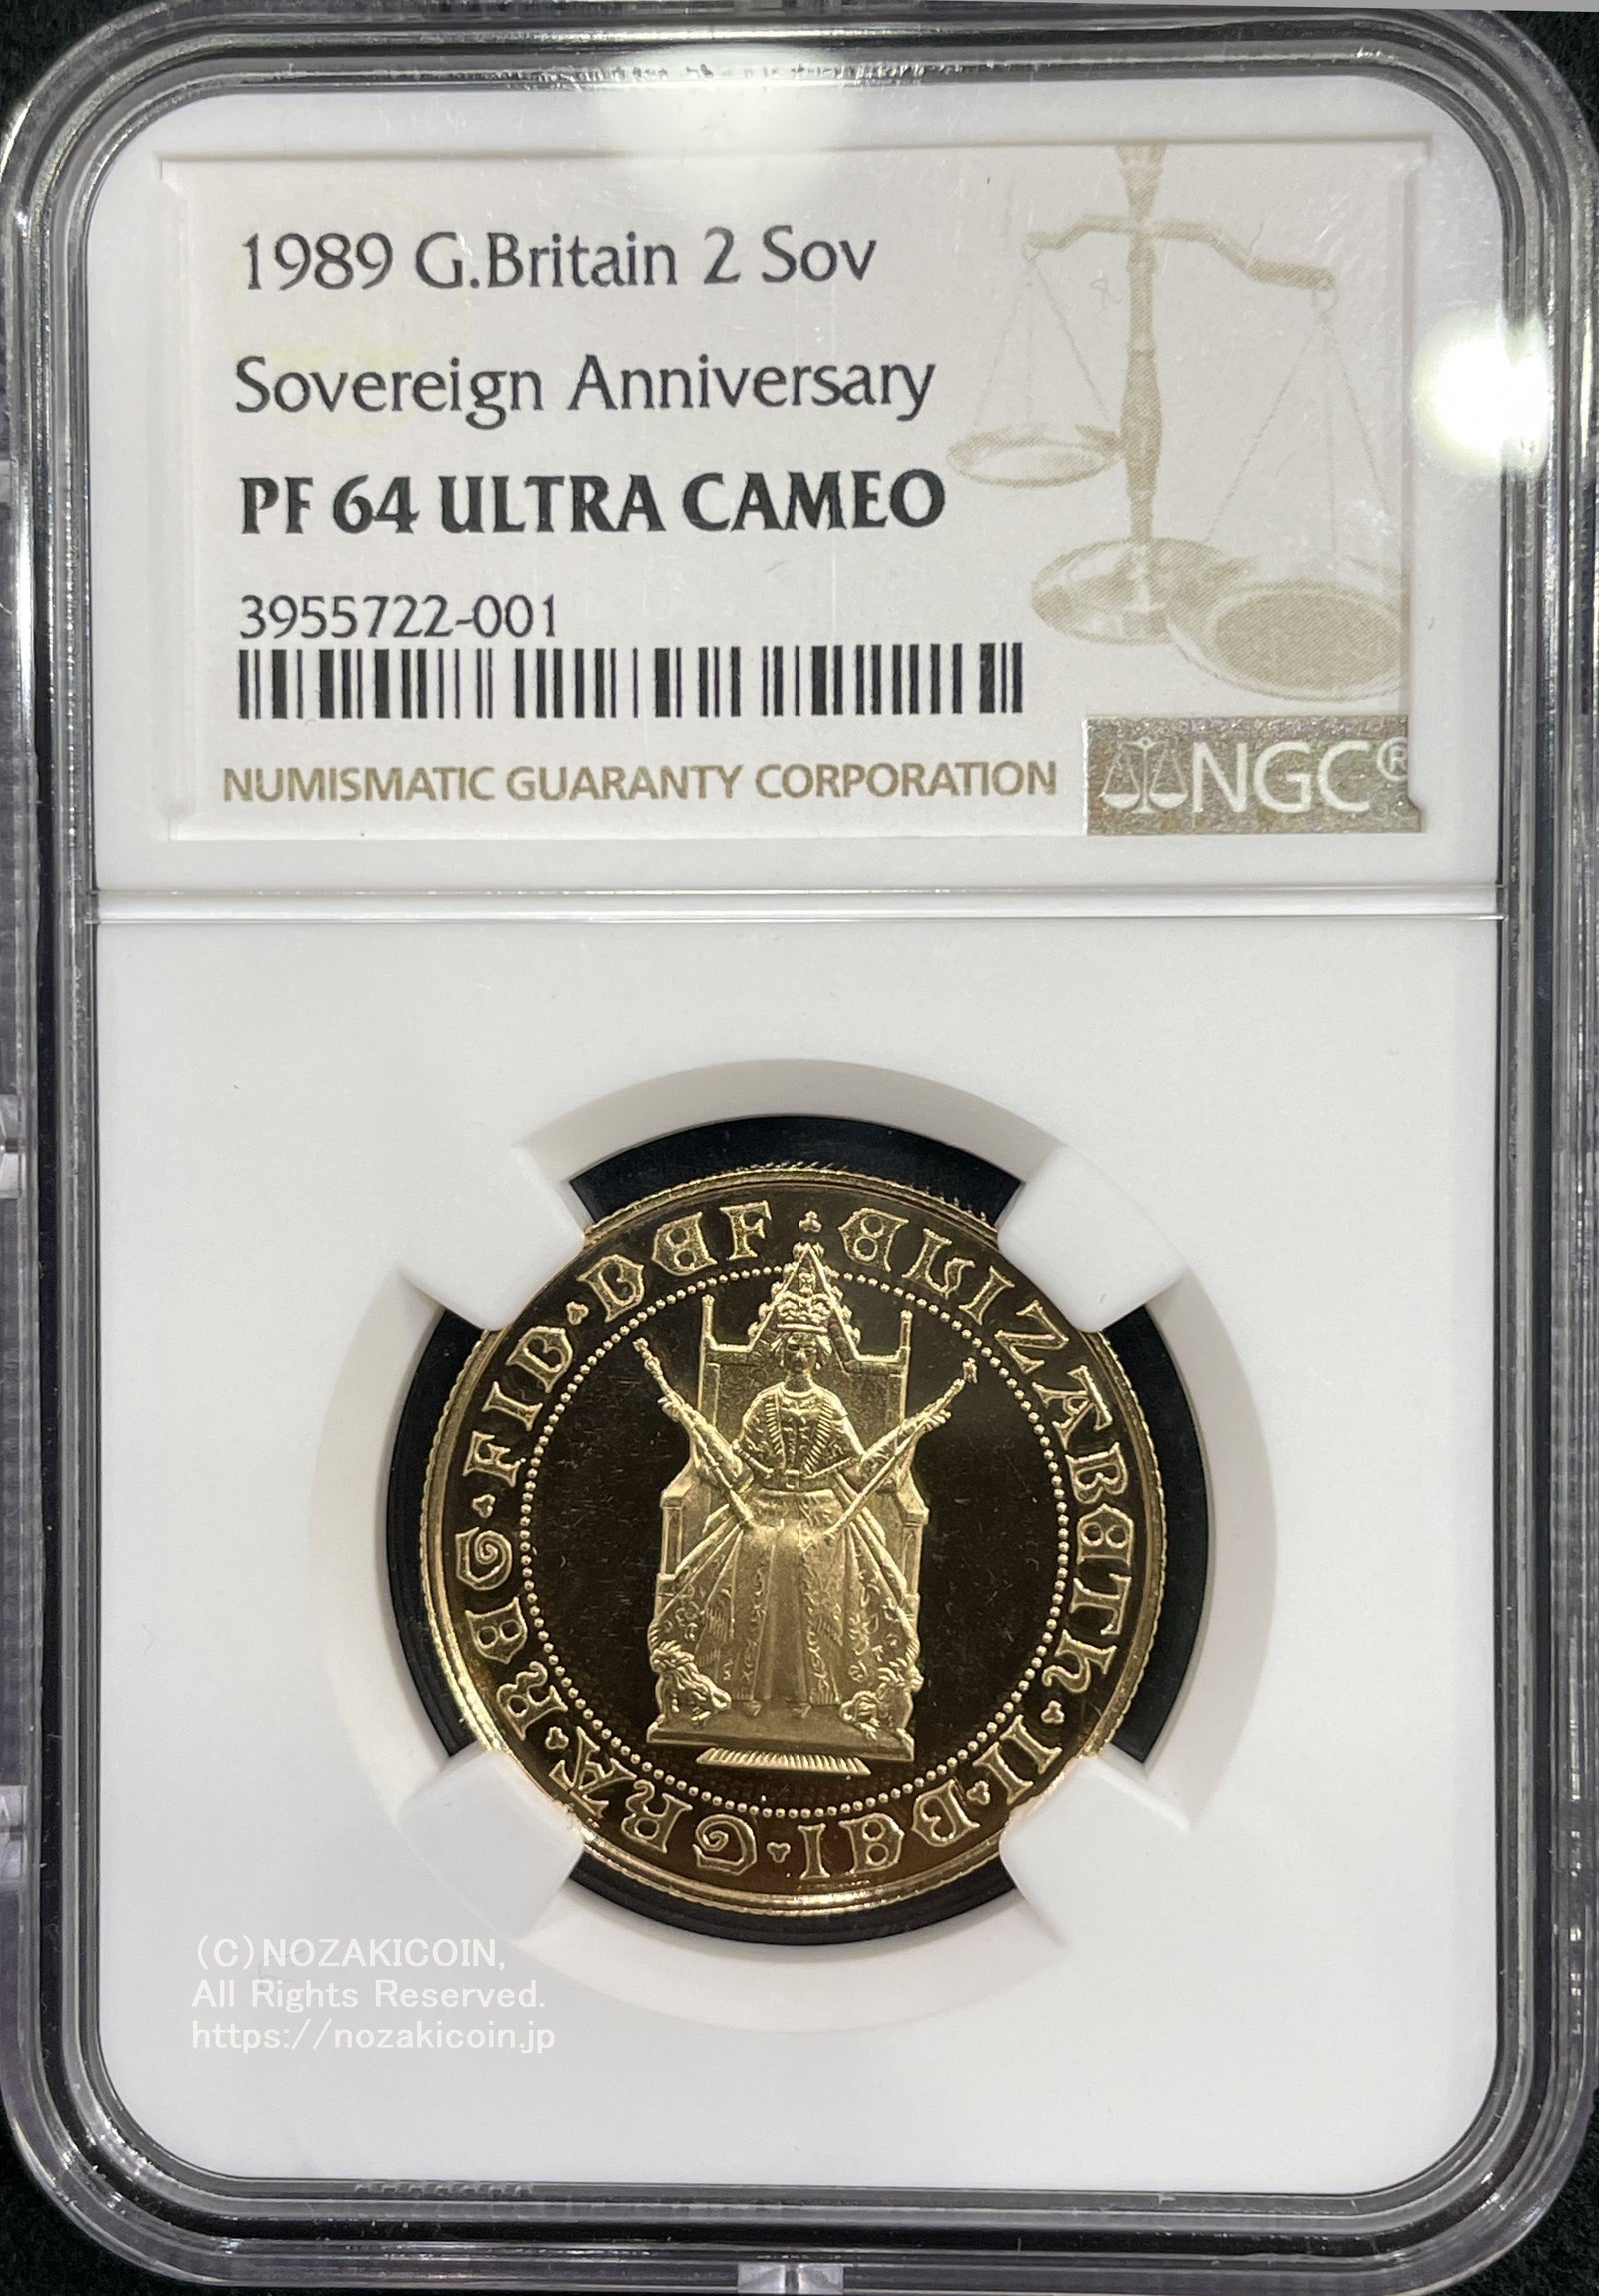 1989 G.Britain 2 Sov
Sovereign Anniversary
PF 64 ULTRA CAMEO
3955722-001
NUMISMATIC GUARANTY CORPORATION
NGC®
ELIZABETH·II·DEI·GRA·REG·FID·DEF
(C)NOZAKICOIN,
All Rights Reserved.
https://nozakicoin.jp